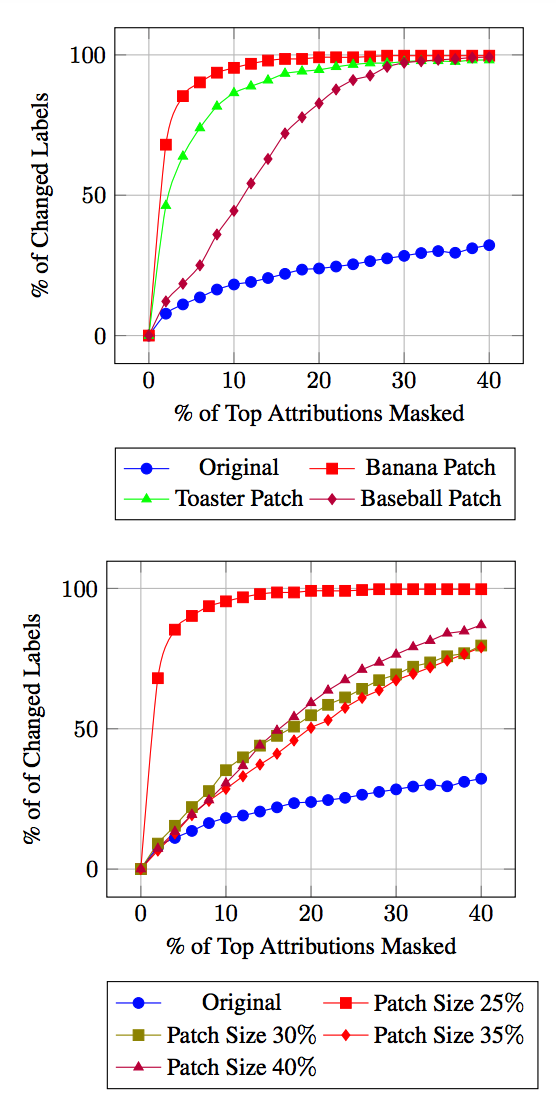 100
50
0
% of Changed Labels
0 10 20 30 40
% of Top Attributions Masked
Original Banana Patch
Toaster Patch Baseball Patch
100
50
0
% of of Changed Labels
0 10 20 30 40
% of Top Attributions Masked
Original Patch Size 25%
Patch Size 30% Patch Size 35%
Patch Size 40%